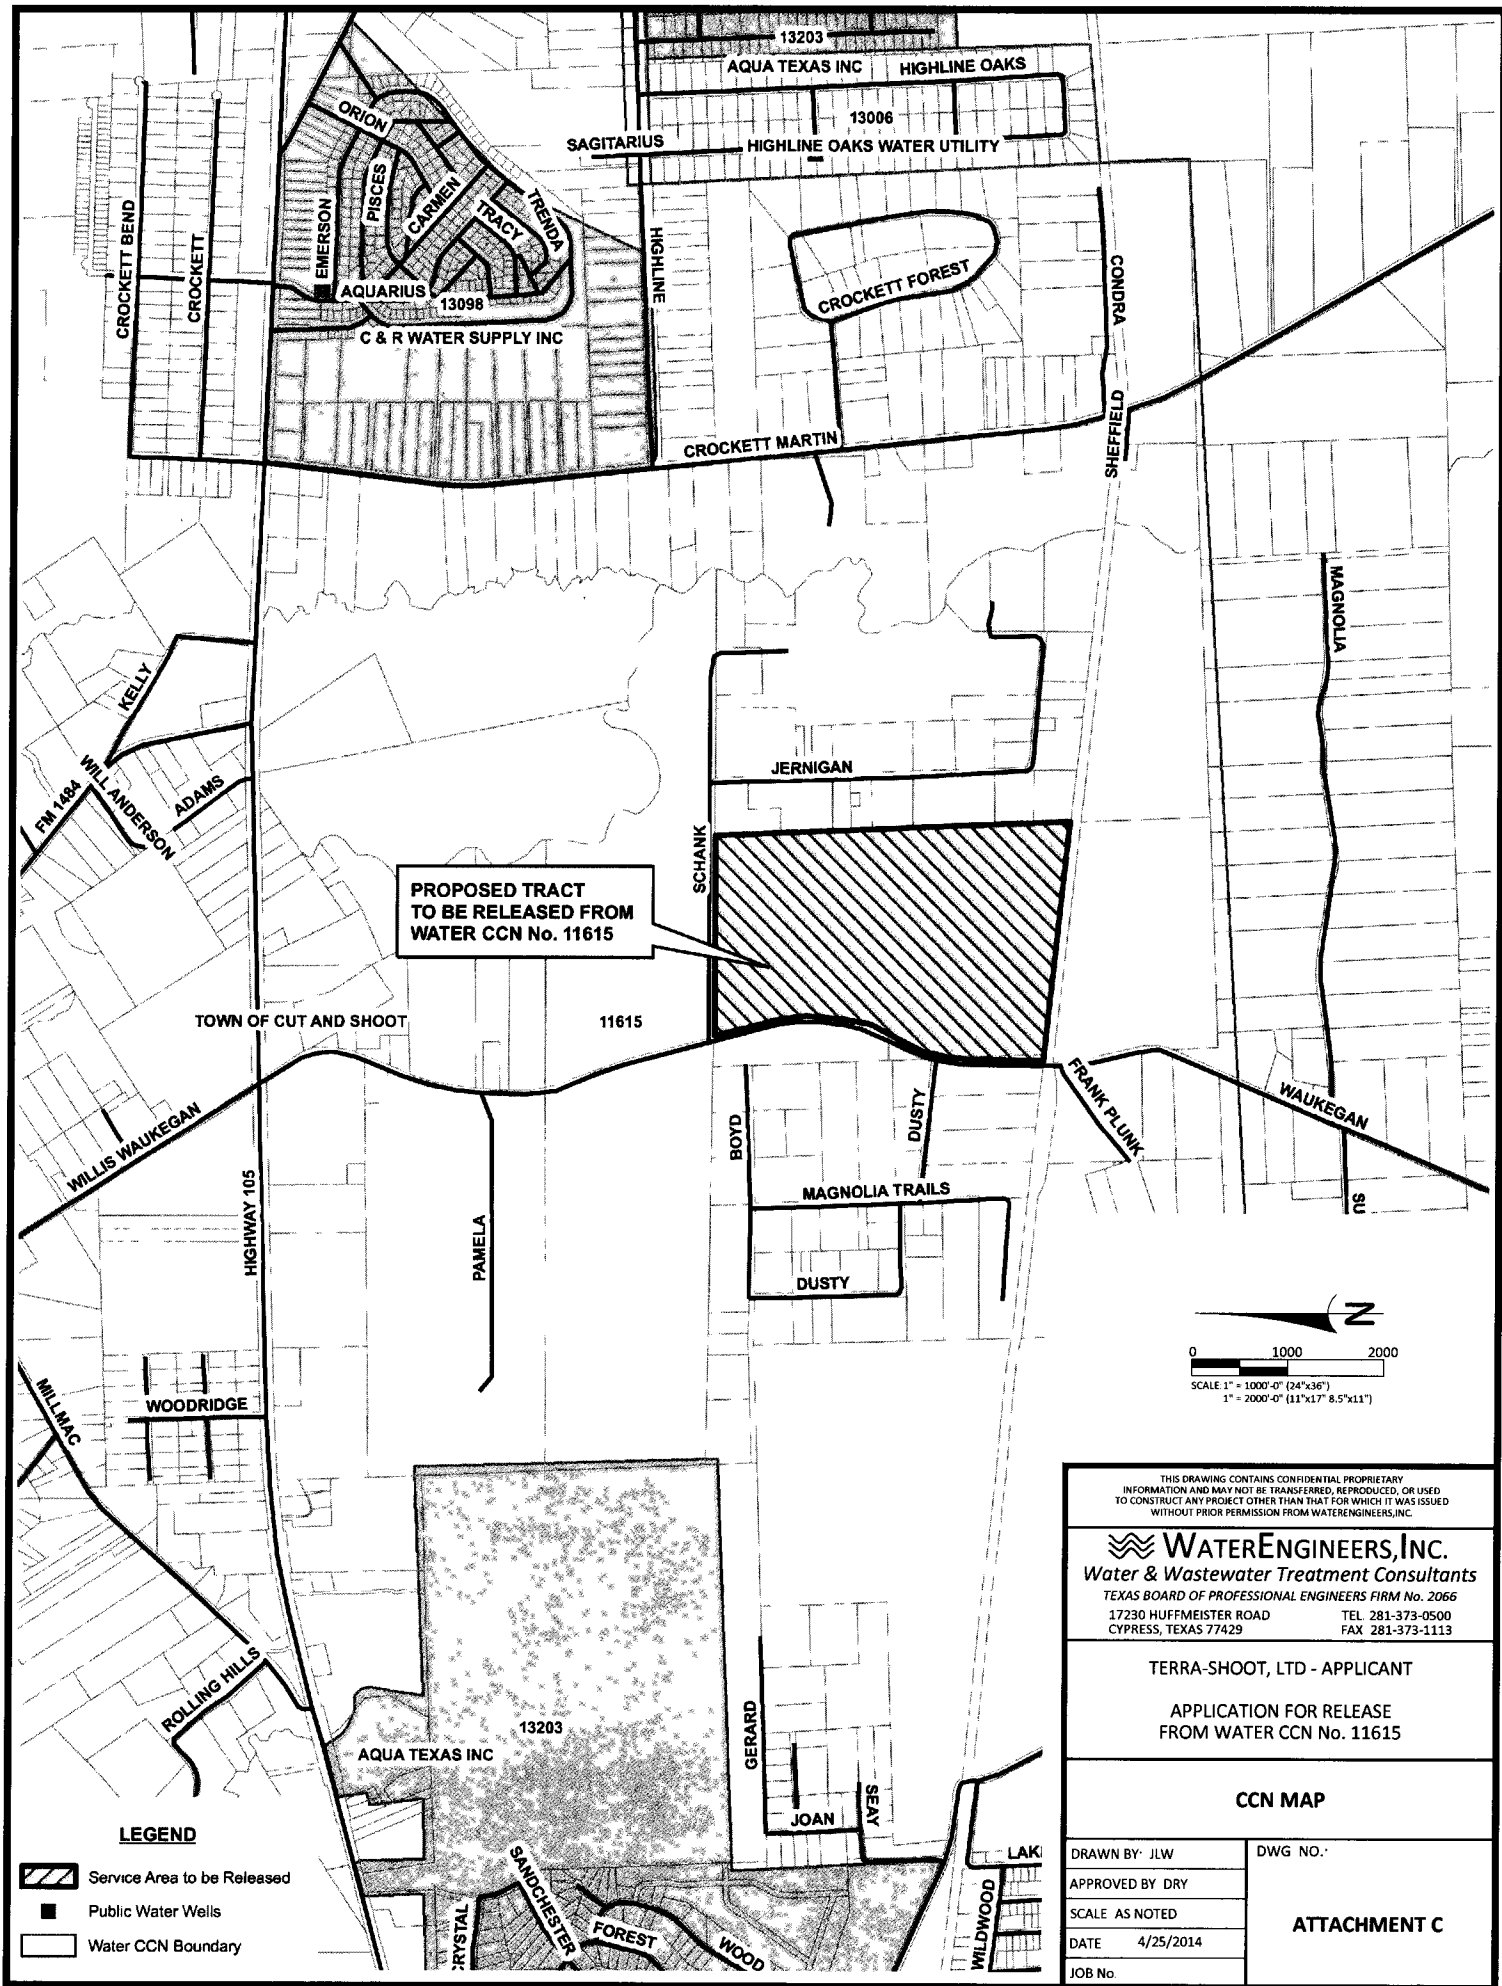 13203
AQUA TEXAS INC
HIGHLINE OAKS
13006
SAGITARIUS
HIGHLINE OAKS WATER UTILITY
ORION
PISCES
CARMEN
TRACY
TRENDA
EMERSON
AQUARIUS
13098
C & R WATER SUPPLY INC
CROCKETT BEND
CROCKETT
HIGHLINE
CROCKETT FOREST
CONDRA
SHEFFIELD
CROCKETT MARTIN
MAGNOLIA
KELLY
WILL ANDERSON
ADAMS
FM 1484
JERNIGAN
SCHANK
PROPOSED TRACT
TO BE RELEASED FROM
WATER CCN No. 11615
TOWN OF CUT AND SHOOT
11615
WILLIS WAUKEGAN
HIGHWAY 105
PAMELA
BOYD
DUSTY
FRANK PLUNK
WAUKEGAN
MAGNOLIA TRAILS
DUSTY
SU
N
0 1000 2000
SCALE: 1" = 1000'-0" (24"x36")
1" = 2000'-0" (11"x17" 8.5"x11")
MILLMAC
WOODRIDGE
ROLLING HILLS
13203
AQUA TEXAS INC
GERARD
JOAN
SEAY
LAKI
WILDWOOD
CRYSTAL
SANDCHESTER
FOREST
WOOD
LEGEND
Service Area to be Released
Public Water Wells
Water CCN Boundary
THIS DRAWING CONTAINS CONFIDENTIAL PROPRIETARY
INFORMATION AND MAY NOT BE TRANSFERRED, REPRODUCED, OR USED
TO CONSTRUCT ANY PROJECT OTHER THAN THAT FOR WHICH IT WAS ISSUED
WITHOUT PRIOR PERMISSION FROM WATERENGINEERS,INC.
WATERENGINEERS,INC.
Water & Wastewater Treatment Consultants
TEXAS BOARD OF PROFESSIONAL ENGINEERS FIRM No. 2066
17230 HUFFMEISTER ROAD TEL. 281-373-0500
CYPRESS, TEXAS 77429 FAX 281-373-1113
TERRA-SHOOT, LTD - APPLICANT
APPLICATION FOR RELEASE
FROM WATER CCN No. 11615
CCN MAP
DRAWN BY: JLW
DWG NO.:
APPROVED BY DRY
SCALE AS NOTED
DATE 4/25/2014
JOB No.
ATTACHMENT C